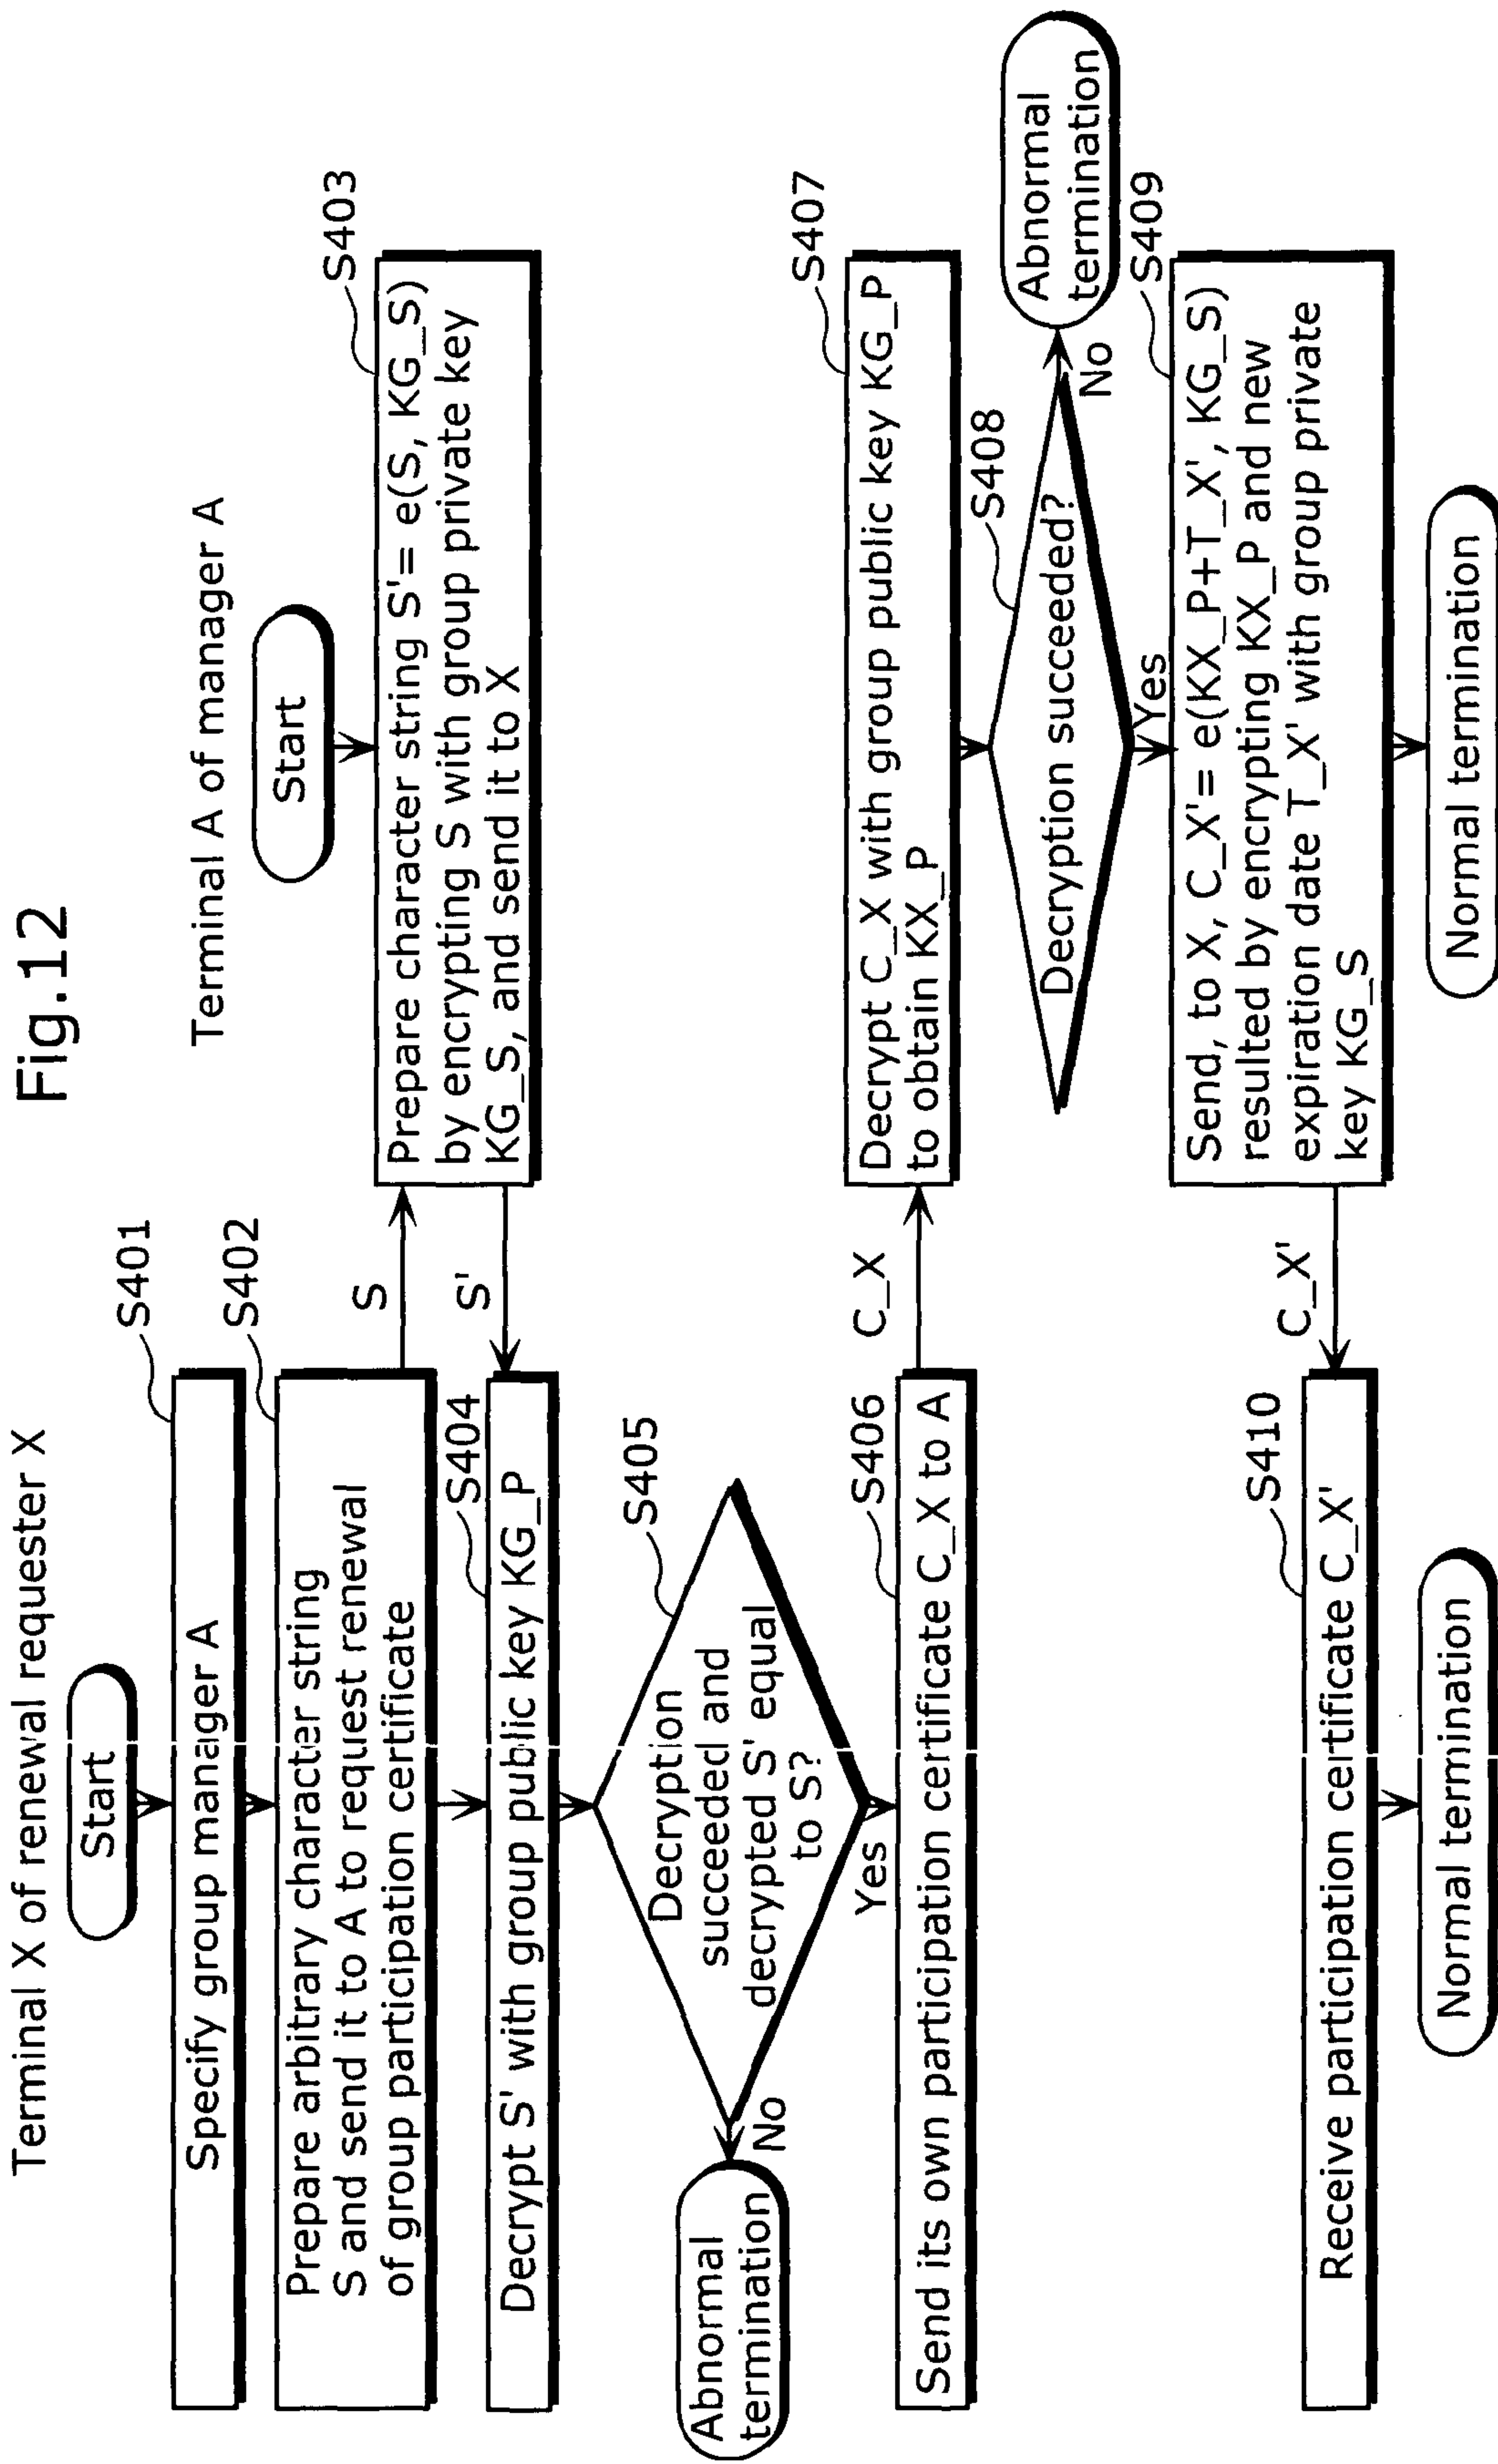 Fig.12
Terminal X of renewal requester X
Start
S401
Specify group manager A
S402
Prepare arbitrary character string
S and send it to A to request renewal
of group participation certificate
S
Terminal A of manager A
Start
S403
Prepare character string S'= e(S, KG_S)
by encrypting S with group private key
KG_S, and send it to X
S'
S404
Decrypt S' with group public key KG_P
S405
Decryption
succeeded and
decrypted S' equal
to S?
No
Abnormal
termination
Yes
S406
Send its own participation certificate C_X to A
C_X
S407
Decrypt C_X with group public key KG_P
to obtain KX_P
S408
Decryption succeeded?
No
Abnormal
termination
Yes
S409
Send, to X, C_X'= e(KX_P+T_X', KG_S)
resulted by encrypting KX_P and new
expiration date T_X' with group private
key KG_S
Normal termination
C_X'
S410
Receive participation certificate C_X'
Normal termination